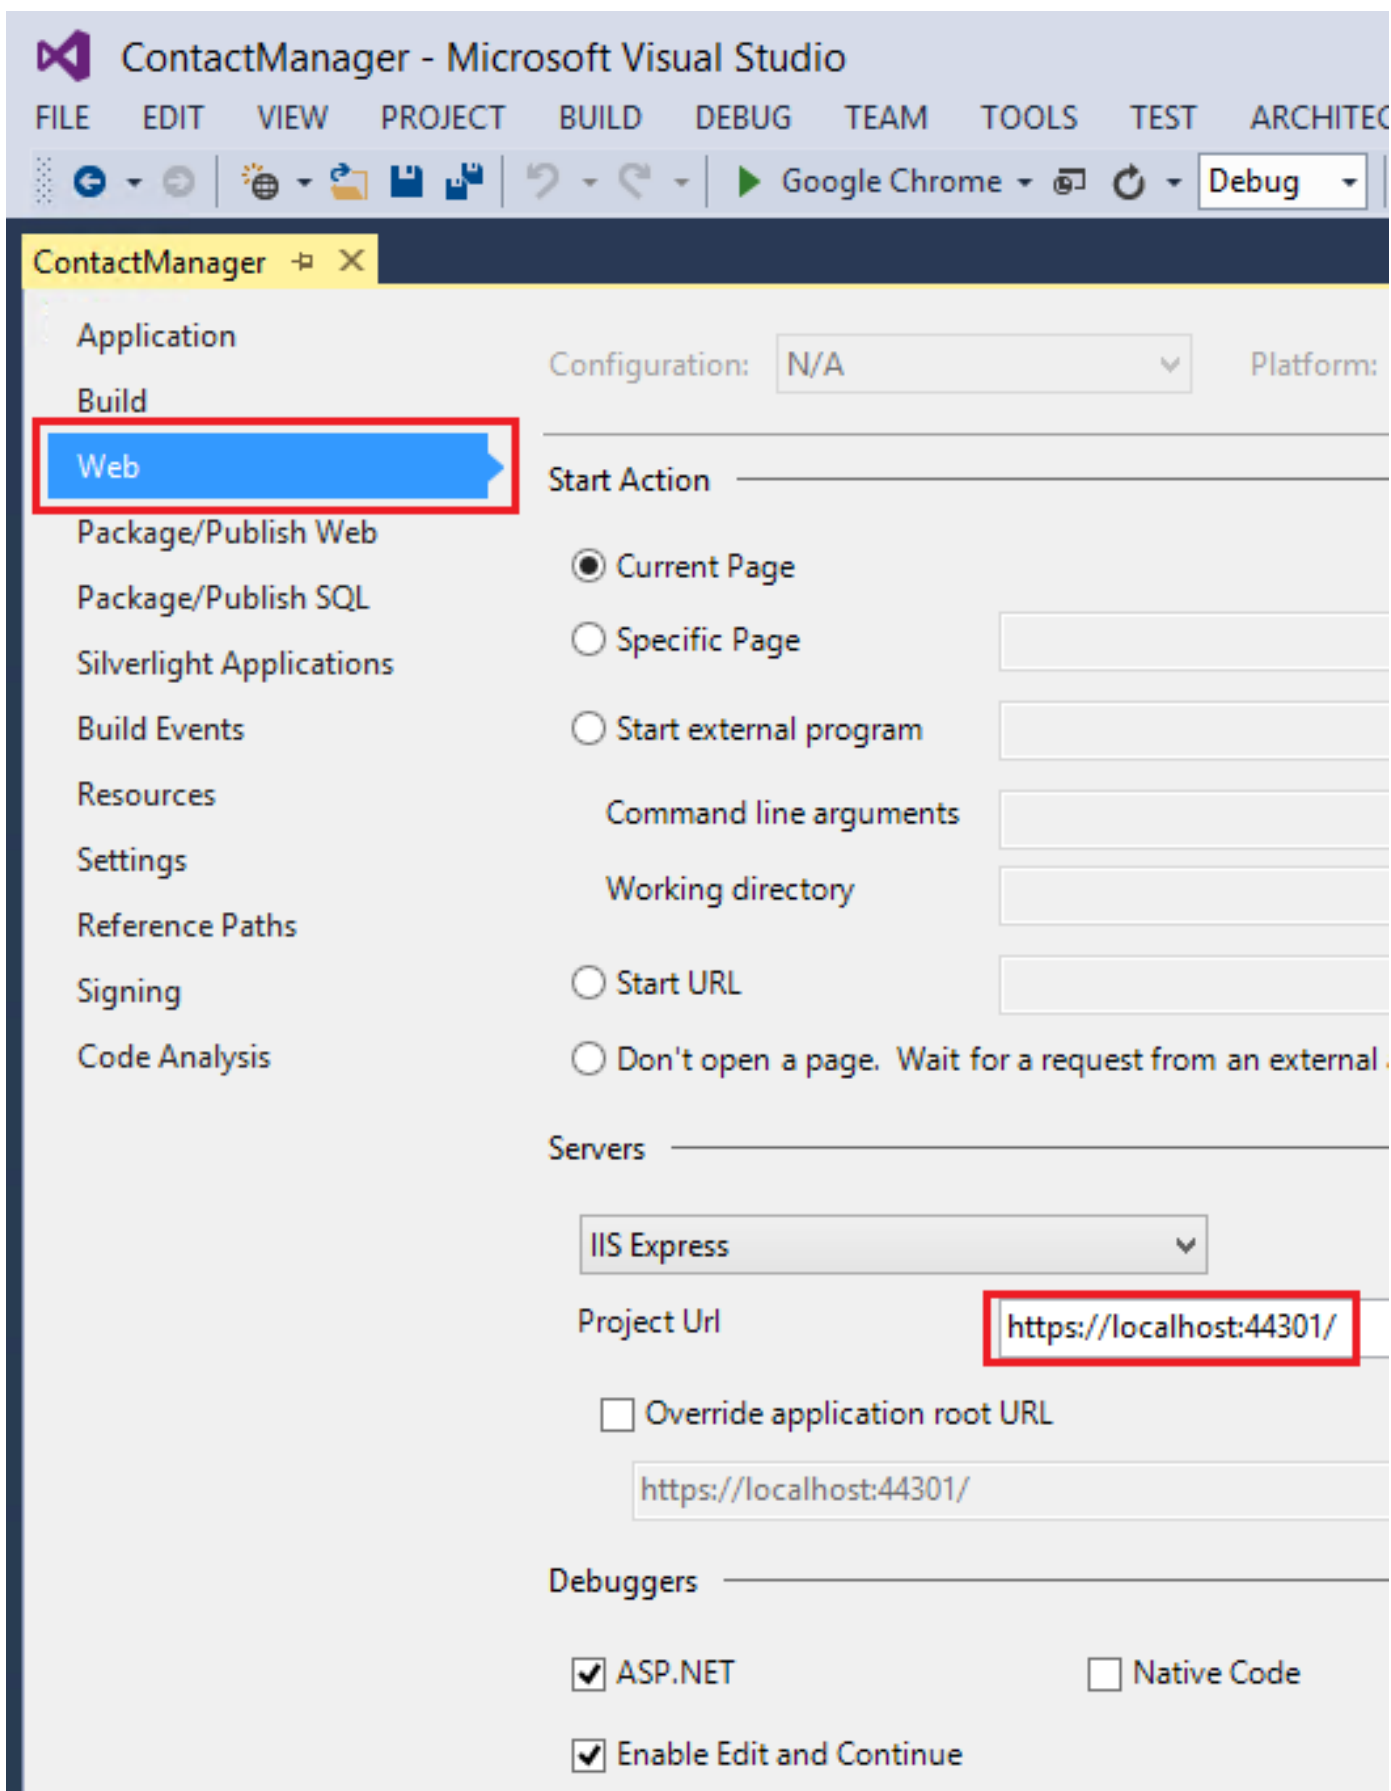 ContactManager - Microsoft Visual Studio
FILE EDIT VIEW PROJECT BUILD DEBUG TEAM TOOLS TEST ARCHITEC
Google Chrome Debug
ContactManager
Application
Build
Web
Package/Publish Web
Package/Publish SQL
Silverlight Applications
Build Events
Resources
Settings
Reference Paths
Signing
Code Analysis
Configuration: N/A Platform:
Start Action
Current Page
Specific Page
Start external program
Command line arguments
Working directory
Start URL
Don't open a page. Wait for a request from an external
Servers
IIS Express
Project Url https://localhost:44301/
Override application root URL
https://localhost:44301/
Debuggers
ASP.NET Native Code
Enable Edit and Continue